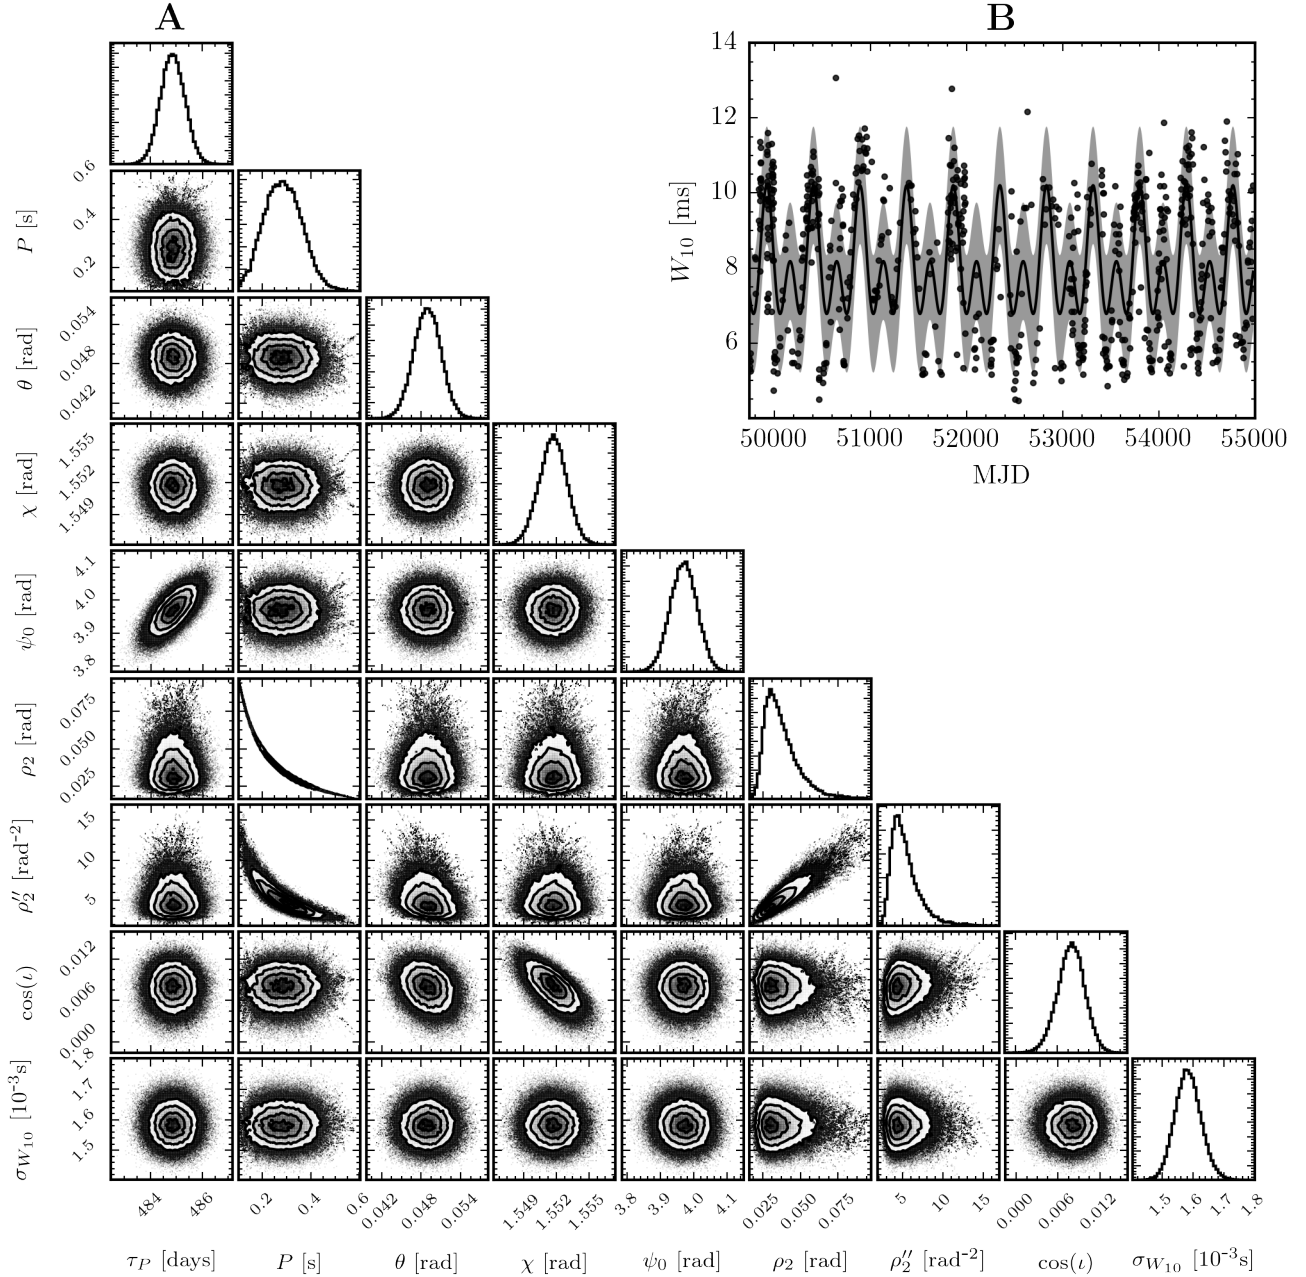 A
B
14
12
10
8
6
W₁₀ [ms]
50000 51000 52000 53000 54000 55000
MJD
0.6
0.4
0.2
P [s]
0.054
0.048
0.042
θ [rad]
1.555
1.552
1.549
χ [rad]
4.1
4.0
3.9
3.8
ψ₀ [rad]
0.075
0.050
0.025
ρ₂ [rad]
15
10
5
ρ₂′′ [rad⁻²]
0.012
0.006
0.000
cos(ι)
1.8
1.7
1.6
1.5
σ_W₁₀ [10⁻³s]
484 486 0.2 0.4 0.6 0.042 0.048 0.054 1.549 1.552 1.555 3.8 3.9 4.0 4.1 0.025 0.050 0.075 5 10 15 0.000 0.006 0.012 1.5 1.6 1.7 1.8
τ_P [days] P [s] θ [rad] χ [rad] ψ₀ [rad] ρ₂ [rad] ρ₂′′ [rad⁻²] cos(ι) σ_W₁₀ [10⁻³s]